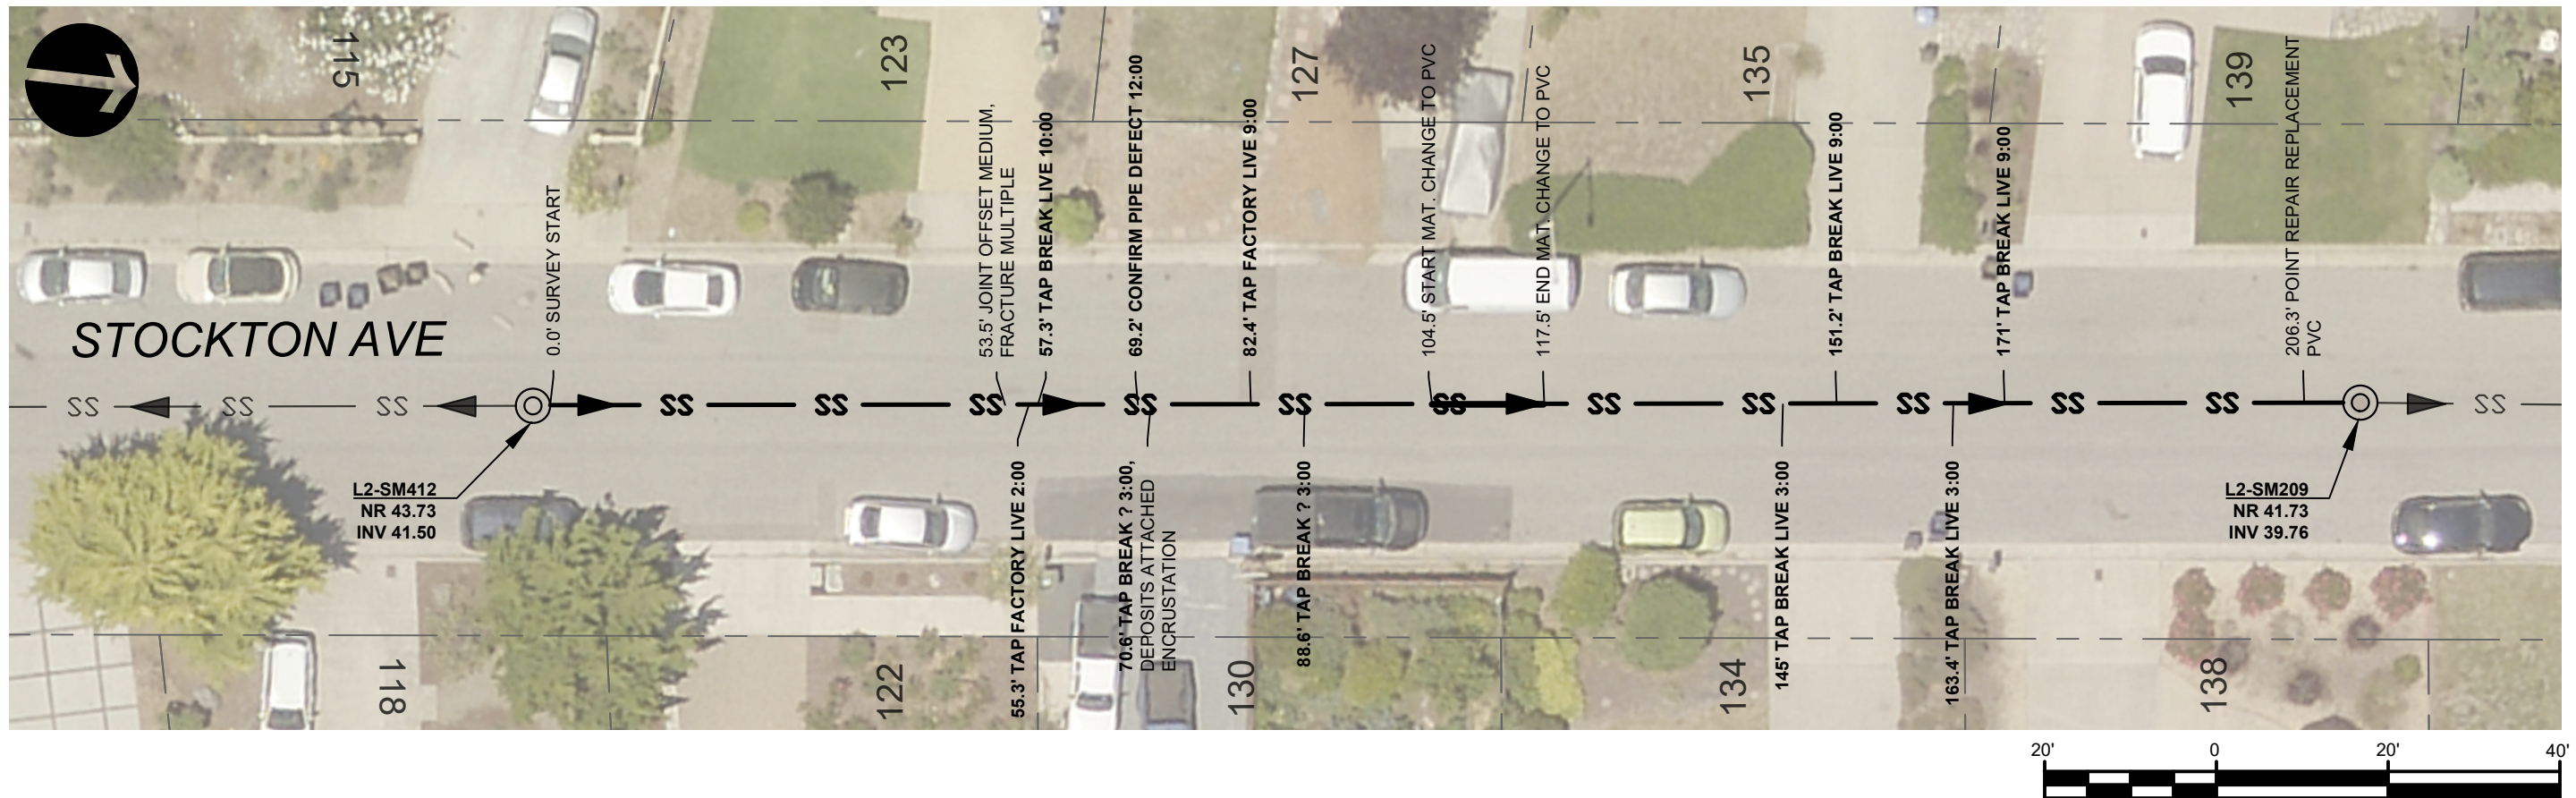 115
123
127
135
139
0.0' SURVEY START
53.5' JOINT OFFSET MEDIUM,
FRACTURE MULTIPLE
57.3' TAP BREAK LIVE 10:00
69.2' CONFIRM PIPE DEFECT 12:00
82.4' TAP FACTORY LIVE 9:00
104.5' START MAT. CHANGE TO PVC
117.5' END MAT. CHANGE TO PVC
151.2' TAP BREAK LIVE 9:00
171' TAP BREAK LIVE 9:00
206.3' POINT REPAIR REPLACEMENT
PVC
STOCKTON AVE
SS SS SS SS SS SS SS SS SS SS SS SS SS SS SS
L2-SM412
NR 43.73
INV 41.50
55.3' TAP FACTORY LIVE 2:00
70.6' TAP BREAK ? 3:00,
DEPOSITS ATTACHED
ENCRUSTATION
88.6' TAP BREAK ? 3:00
145' TAP BREAK LIVE 3:00
163.4' TAP BREAK LIVE 3:00
L2-SM209
NR 41.73
INV 39.76
118
122
130
134
138
20' 0 20' 40'